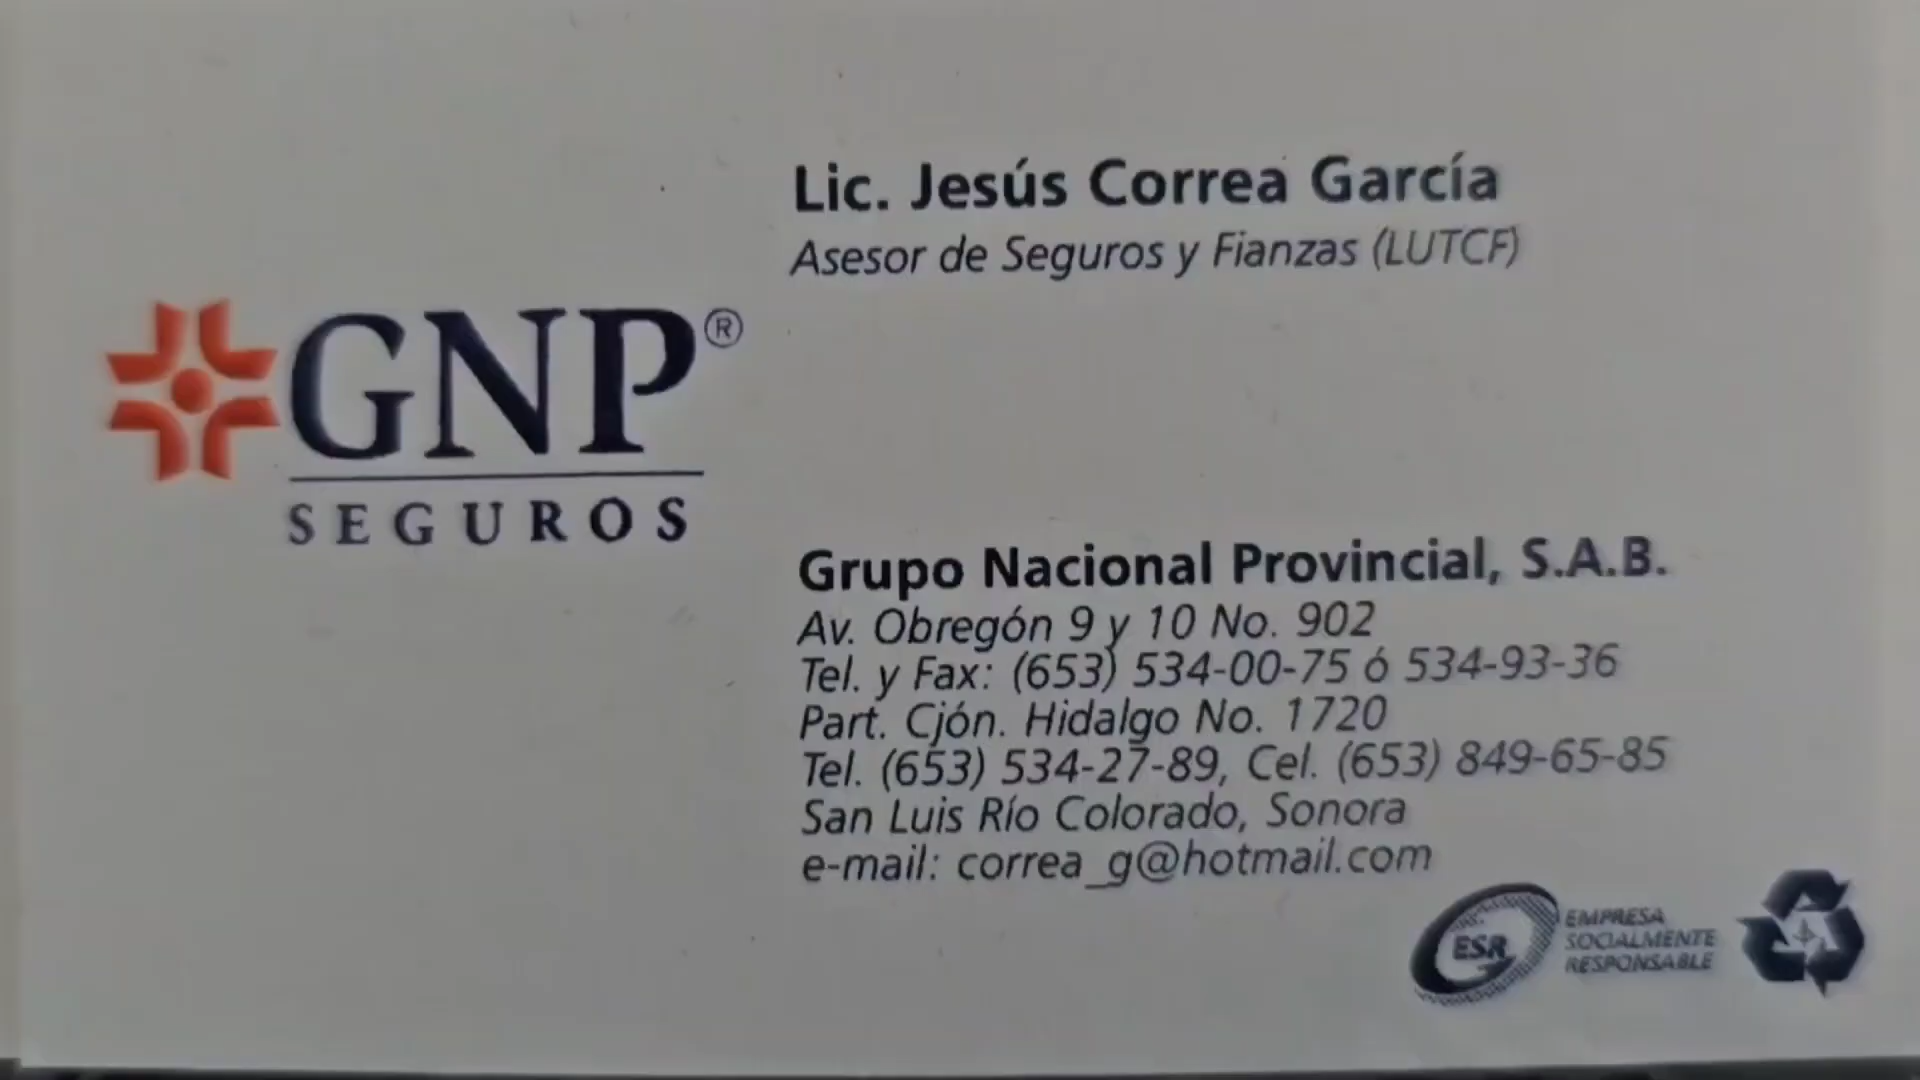 Lic. Jesús Correa García
Asesor de Seguros y Fianzas (LUTCF)
GNP®
SEGUROS
Grupo Nacional Provincial, S.A.B.
Av. Obregón 9 y 10 No. 902
Tel. y Fax: (653) 534-00-75 ó 534-93-36
Part. Cjón. Hidalgo No. 1720
Tel. (653) 534-27-89, Cel. (653) 849-65-85
San Luis Río Colorado, Sonora
e-mail: correa_g@hotmail.com
ESR
EMPRESA
SOCIALMENTE
RESPONSABLE